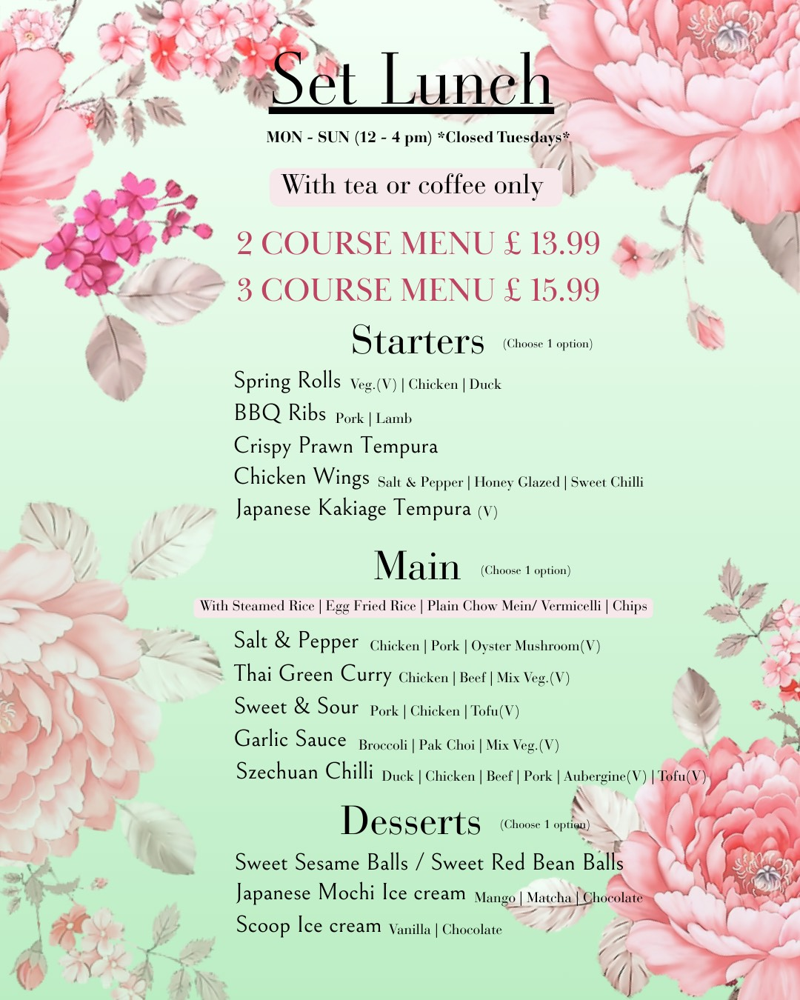 Set Lunch
MON - SUN (12 - 4 pm) *Closed Tuesdays*
With tea or coffee only
2 COURSE MENU £ 13.99
3 COURSE MENU £ 15.99
Starters (Choose 1 option)
Spring Rolls Veg.(V) | Chicken | Duck
BBQ Ribs Pork | Lamb
Crispy Prawn Tempura
Chicken Wings Salt & Pepper | Honey Glazed | Sweet Chilli
Japanese Kakiage Tempura (V)
Main (Choose 1 option)
With Steamed Rice | Egg Fried Rice | Plain Chow Mein/ Vermicelli | Chips
Salt & Pepper Chicken | Pork | Oyster Mushroom(V)
Thai Green Curry Chicken | Beef | Mix Veg.(V)
Sweet & Sour Pork | Chicken | Tofu(V)
Garlic Sauce Broccoli | Pak Choi | Mix Veg.(V)
Szechuan Chilli Duck | Chicken | Beef | Pork | Aubergine(V) | Tofu(V)
Desserts (Choose 1 option)
Sweet Sesame Balls / Sweet Red Bean Balls
Japanese Mochi Ice cream Mango | Matcha | Chocolate
Scoop Ice cream Vanilla | Chocolate